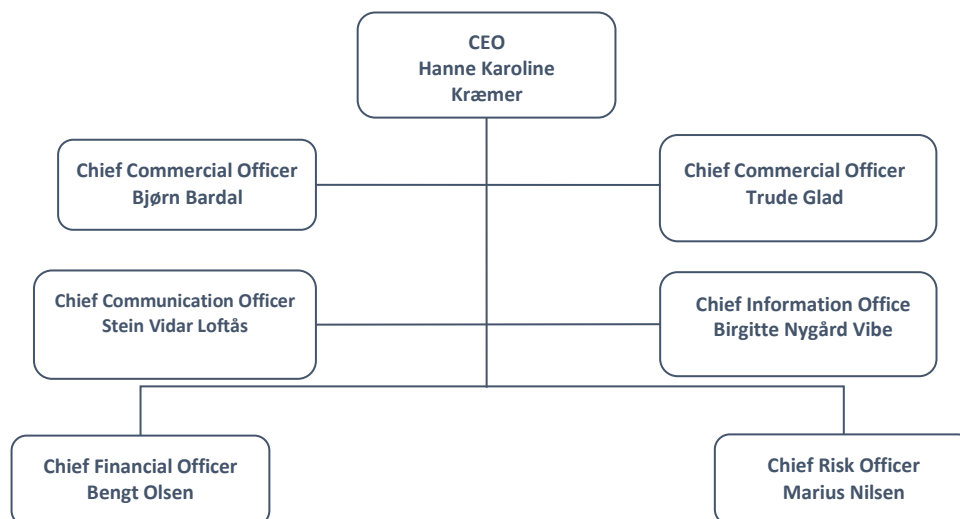 CEO
Hanne Karoline
Kræmer
Chief Commercial Officer
Bjørn Bardal
Chief Commercial Officer
Trude Glad
Chief Communication Officer
Stein Vidar Loftås
Chief Information Office
Birgitte Nygård Vibe
Chief Financial Officer
Bengt Olsen
Chief Risk Officer
Marius Nilsen